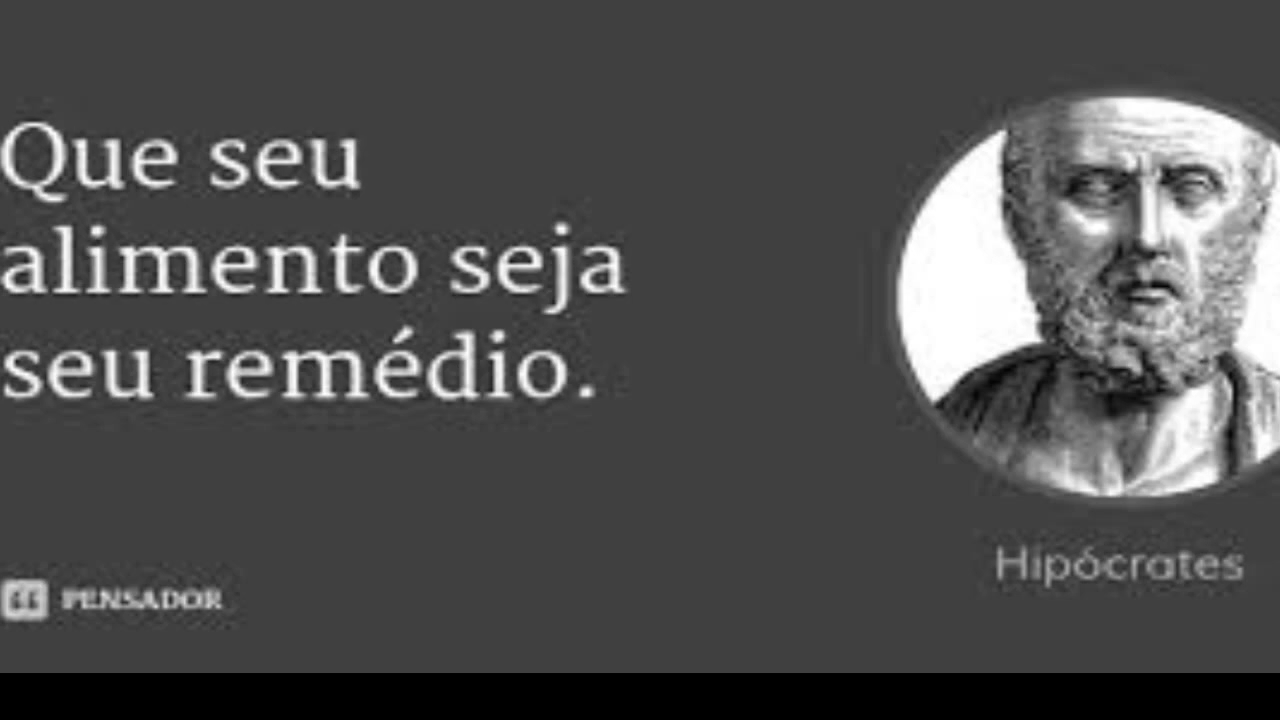 Que seu
alimento seja
seu remédio.
Hipócrates
PENSADOR